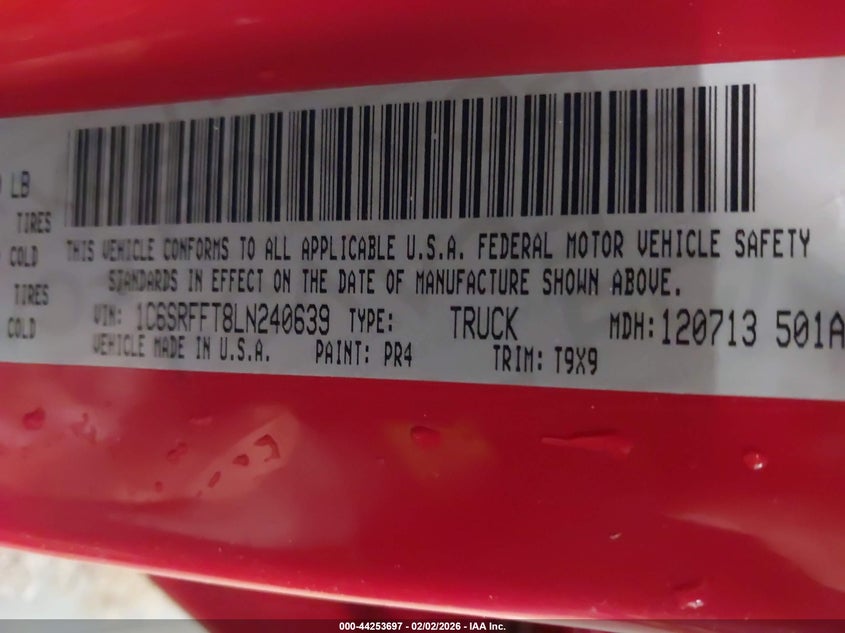 LB
TIRES
COLD
TIRES
COLD
THIS VEHICLE CONFORMS TO ALL APPLICABLE U.S.A. FEDERAL MOTOR VEHICLE SAFETY
STANDARDS IN EFFECT ON THE DATE OF MANUFACTURE SHOWN ABOVE.
VIN: 1C6SRFFT8LN240639 TYPE: TRUCK MDH: 120713 501A
VEHICLE MADE IN U.S.A. PAINT: PR4 TRIM: T9X9
000-44253697 - 02/02/2026 - IAA Inc.